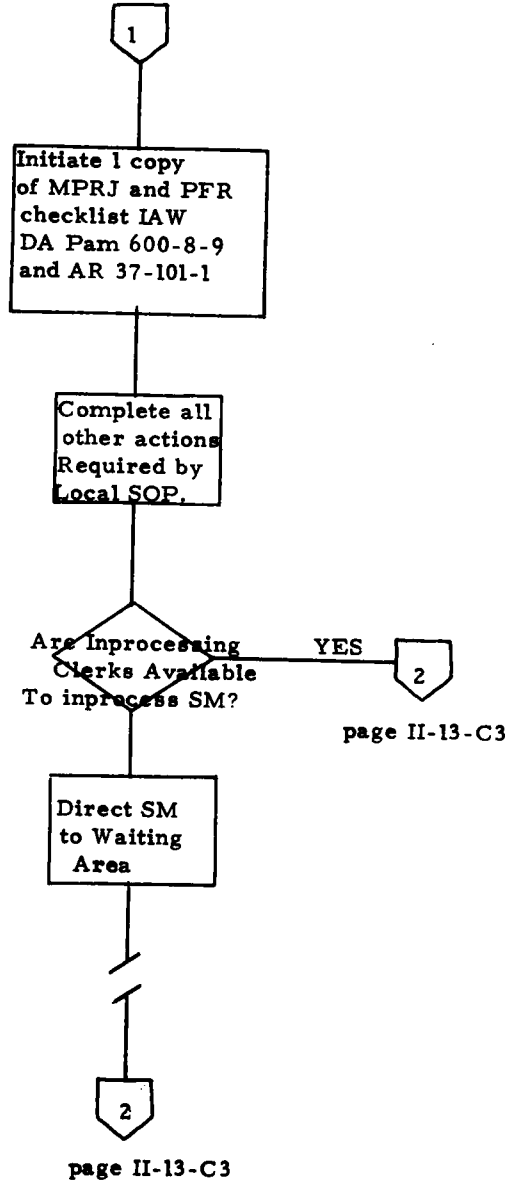 1
Initiate 1 copy
of MPRJ and PFR
checklist IAW
DA Pam 600-8-9
and AR 37-101-1
Complete all
other actions
Required by
Local SOP.
Are Inprocessing
Clerks Available
To inprocess SM?
YES
2
page II-13-C3
Direct SM
to Waiting
Area
2
page II-13-C3